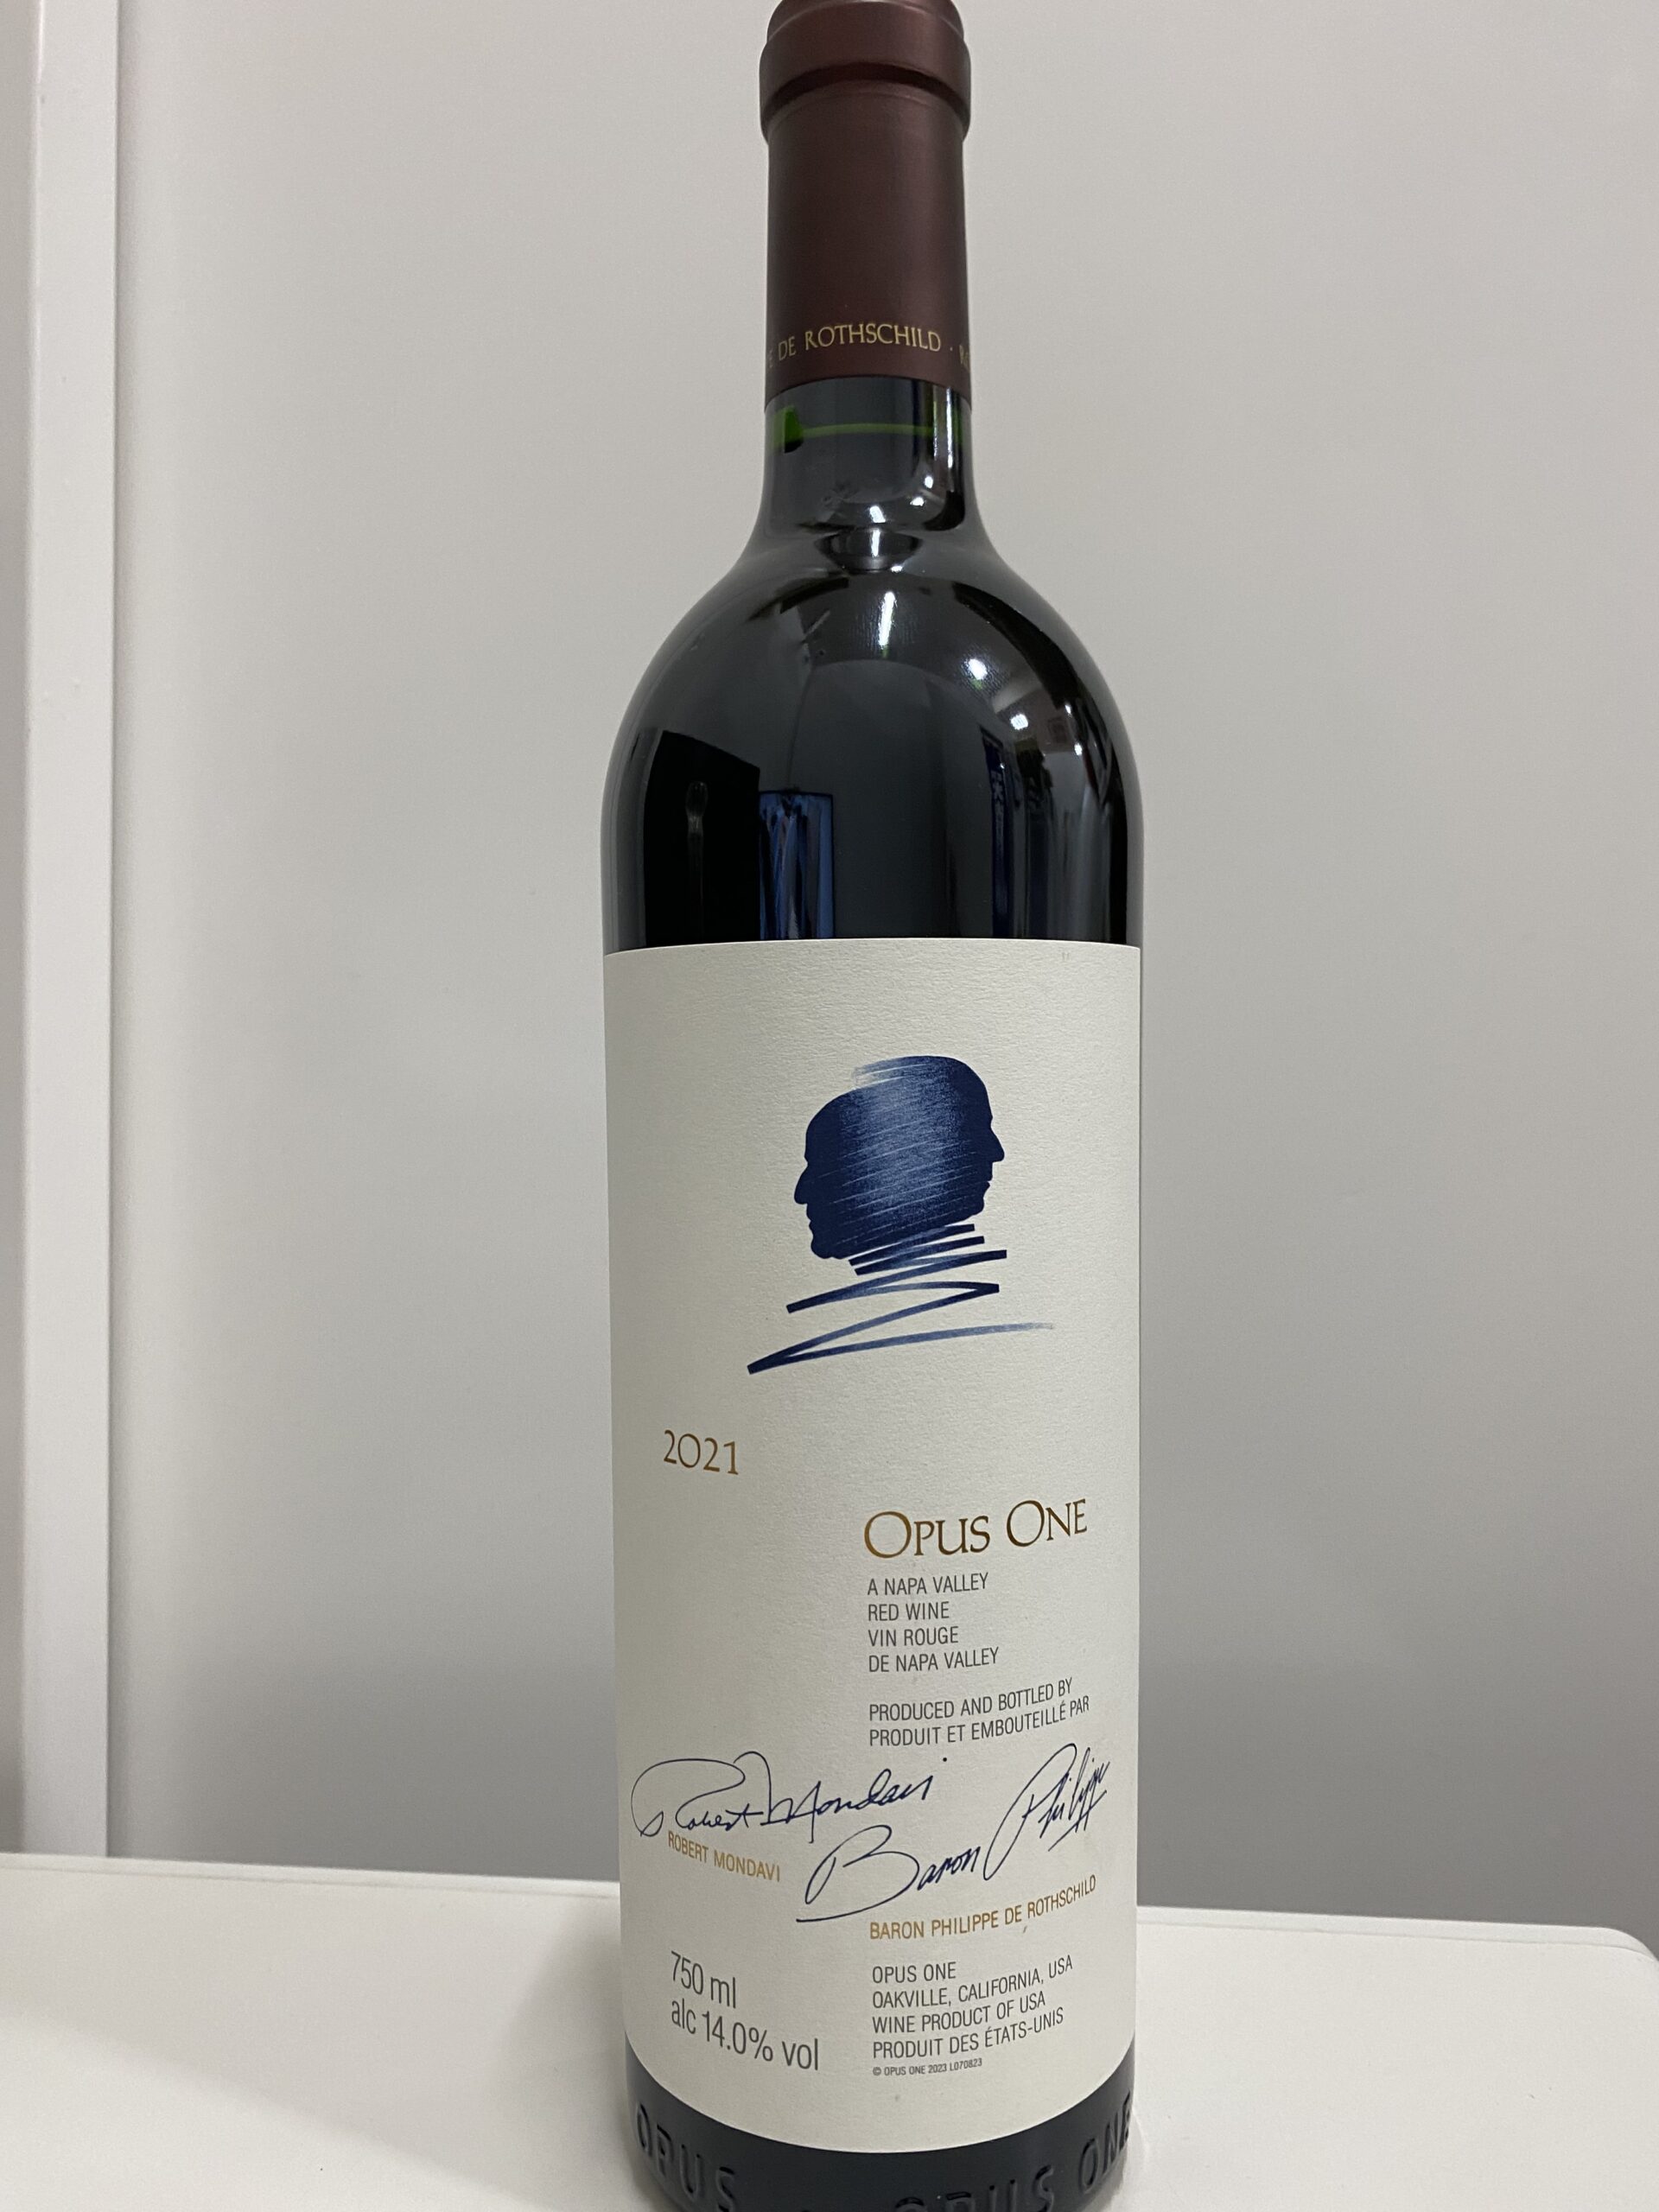 DE ROTHSCHILD ·
2021
OPUS ONE
A NAPA VALLEY
RED WINE
VIN ROUGE
DE NAPA VALLEY
PRODUCED AND BOTTLED BY
PRODUIT ET EMBOUTEILLÉ PAR
Robert Mondavi
ROBERT MONDAVI
Baron Philippe
BARON PHILIPPE DE ROTHSCHILD
750 ml
alc 14.0% vol
OPUS ONE
OAKVILLE, CALIFORNIA, USA
WINE PRODUCT OF USA
PRODUIT DES ÉTATS-UNIS
© OPUS ONE 2023 L070823
OPUS OPUS ONE